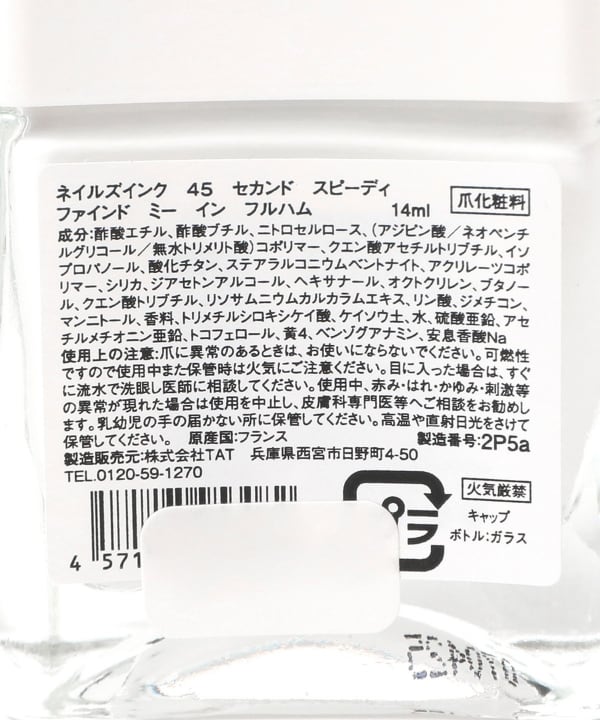 ネイルズインク 45 セカンド スピーディ
ファインド ミー イン フルハム 14ml 爪化粧料
成分:酢酸エチル、酢酸ブチル、ニトロセルロース、(アジピン酸/ネオペンチ
ルグリコール/無水トリメリト酸)コポリマー、クエン酸アセチルトリブチル、イソ
プロパノール、酸化チタン、ステアラルコニウムベントナイト、アクリレーツコポ
リマー、シリカ、ジアセトンアルコール、ヘキサナール、オクトクリレン、ブタノー
ル、クエン酸トリブチル、リソサムニウムカルカラムエキス、リン酸、ジメチコン、
マンニトール、香料、トリメチルシロキシケイ酸、ケイソウ土、水、硫酸亜鉛、アセ
チルメチオニン亜鉛、トコフェロール、黄4、ベンゾグアナミン、安息香酸Na
使用上の注意:爪に異常のあるときは、お使いにならないでください。可燃性
ですので使用中また保管時は火気にご注意ください。目に入った場合は、すぐ
に流水で洗眼し医師に相談してください。使用中、赤み・はれ・かゆみ・刺激等
の異常が現れた場合は使用を中止し、皮膚科専門医等へご相談をお勧めし
ます。乳幼児の手の届かない所に保管してください。高温や直射日光をさけて
保管してください。 原産国:フランス 製造番号:2P5a
製造販売元:株式会社TAT 兵庫県西宮市日野町4-50
TEL.0120-59-1270
プラ 火気厳禁
キャップ
ボトル:ガラス
4 571